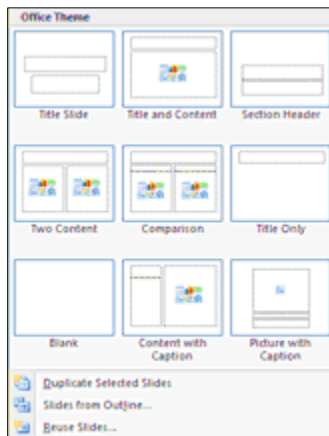 Office Theme
Title Slide
Title and Content
Section Header
Two Content
Comparison
Title Only
Blank
Content with
Caption
Picture with
Caption
Duplicate Selected Slides
Slides from Outline...
Reuse Slides...